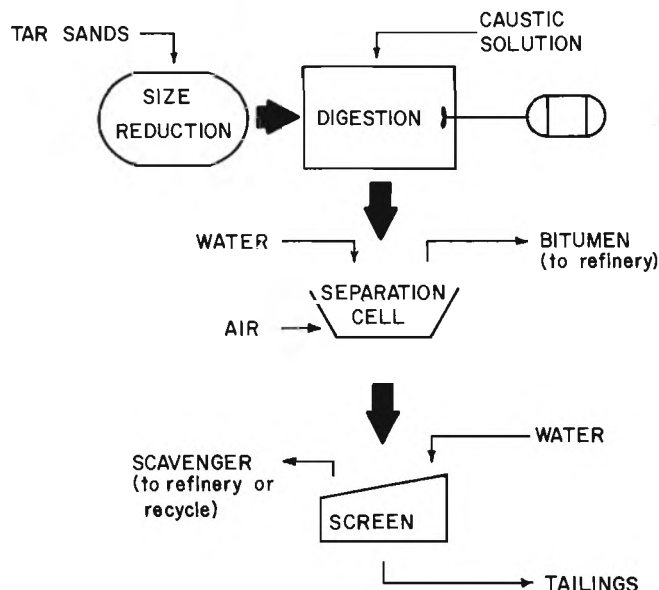 TAR SANDS
CAUSTIC
SOLUTION
SIZE
REDUCTION
DIGESTION
WATER
BITUMEN
(to refinery)
SEPARATION
CELL
AIR
WATER
SCAVENGER
(to refinery or
recycle)
SCREEN
TAILINGS